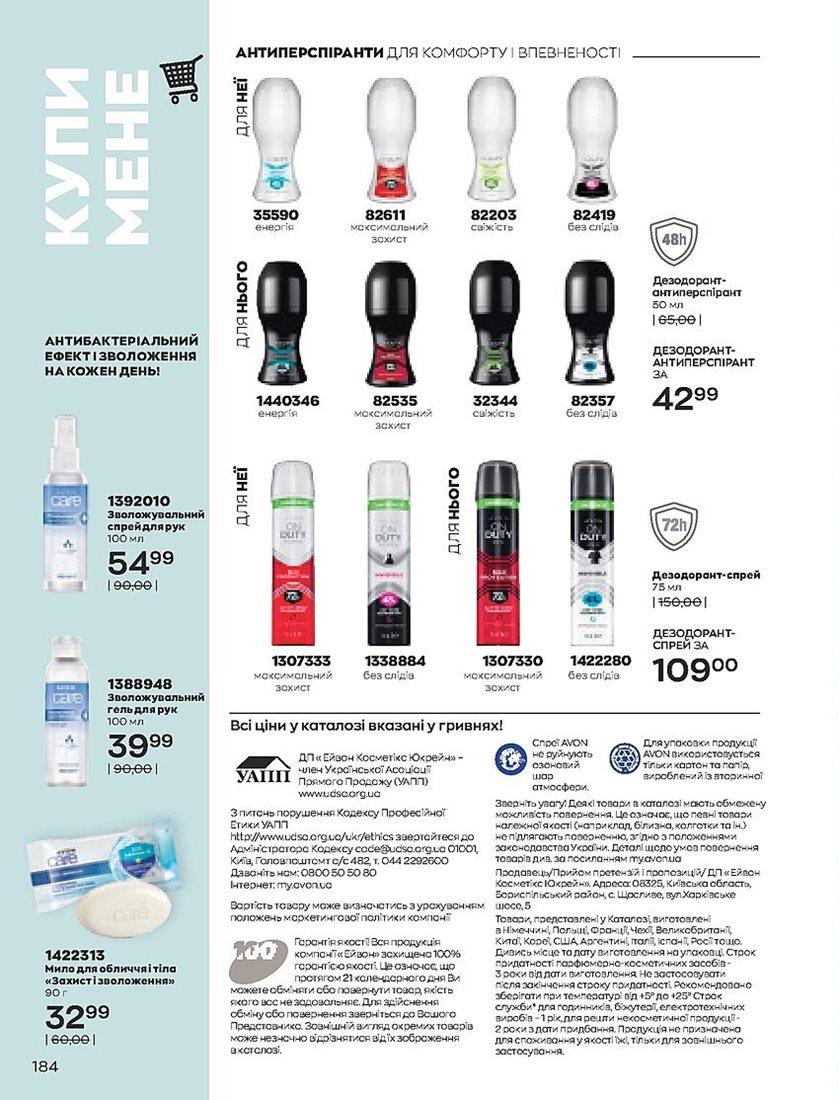 КУПИ
МЕНЕ
АНТИБАКТЕРІАЛЬНИЙ
ЕФЕКТ І ЗВОЛОЖЕННЯ
НА КОЖЕН ДЕНЬ!
1392010
Зволожувальний
спрей для рук
100 мл
54⁹⁹
| 90,00 |
1388948
Зволожувальний
гель для рук
100 мл
39⁹⁹
| 90,00 |
1422313
Мило для обличчя і тіла
«Захист і зволоження»
90 г
32⁹⁹
| 60,00 |
184
АНТИПЕРСПІРАНТИ ДЛЯ КОМФОРТУ І ВПЕВНЕНОСТІ
ДЛЯ НЕЇ
35590
енергія
82611
максимальний
захист
82203
свіжість
82419
без слідів
ДЛЯ НЬОГО
1440346
енергія
82535
максимальний
захист
32344
свіжість
82357
без слідів
48h
Дезодорант-
антиперспірант
50 мл
| 65,00 |
ДЕЗОДОРАНТ-
АНТИПЕРСПІРАНТ
ЗА
42⁹⁹
ДЛЯ НЕЇ
ON DUTY
1307333
максимальний
захист
ON DUTY
1338884
без слідів
ДЛЯ НЬОГО
ON DUTY
1307330
максимальний
захист
ON DUTY
1422280
без слідів
72h
Дезодорант-спрей
75 мл
| 150,00 |
ДЕЗОДОРАНТ-
СПРЕЙ ЗА
109⁰⁰
Всі ціни у каталозі вказані у гривнях!
УАПП
ДП «Ейвон Косметікс Юкрейн» –
член Української Асоціації
Прямого Продажу (УАПП)
www.udsa.org.ua
З питань порушення Кодексу Професійної
Етики УАПП
http://www.udsa.org.ua/ukr/ethics звертайтеся до
Адміністратора Кодексу code@udsa.org.ua 01001,
Київ, Головпоштамт а/с 482, т. 044 2292600
Дзвоніть нам: 0800 50 50 80
Інтернет: my.avon.ua
Вартість товару може визначатись з урахуванням
положень маркетингової політики компанії
100
Гарантія якості! Вся продукція
компанії «Ейвон» захищена 100%
гарантією якості. Це означає, що
протягом 21 календарного дня Ви
можете обміняти або повернути товар, якість
якого вас не задовольняє. Для здійснення
обміну або повернення зверніться до Вашого
Представника. Зовнішній вигляд окремих товарів
може незначно відрізнятися від їх зображення
в каталозі.
Спреї AVON
не руйнують
озоновий
шар
атмосфери.
Для упаковки продукції
AVON використовується
тільки картон та папір,
вироблений із вторинної
Зверніть увагу! Деякі товари в каталозі мають обмежену
можливість повернення. Це означає, що певні товари
належної якості (наприклад, білизна, колготки та ін.)
не підлягають поверненню, згідно з положеннями
законодавства України. Деталі щодо умов повернення
товарів див. за посиланням my.avon.ua
Продавець/Прийом претензій і пропозицій/ ДП «Ейвон
Косметікс Юкрейн». Адреса: 08325, Київська область,
Бориспільський район, с. Щасливе, вул.Харківське
шосе, 5
Товари, представлені у Каталозі, виготовлені
в Німеччині, Польщі, Франції, Чехії, Великобританії,
Китаї, Кореї, США, Аргентині, Італії, Іспанії, Росії тощо.
Дивись місце та дату виготовлення на упаковці. Строк
придатності парфюмерно-косметичних засобів -
3 роки від дати виготовлення. Не застосовувати
після закінчення строку придатності. Рекомендовано
зберігати при температурі від +5° до +25° Строк
служби* для годинників, біжутерії, електротехнічних
виробів – 1 рік, для решти некосметичної продукції -
2 роки з дати придбання. Продукція не призначена
для споживання у якості їжі, тільки для зовнішнього
застосування.